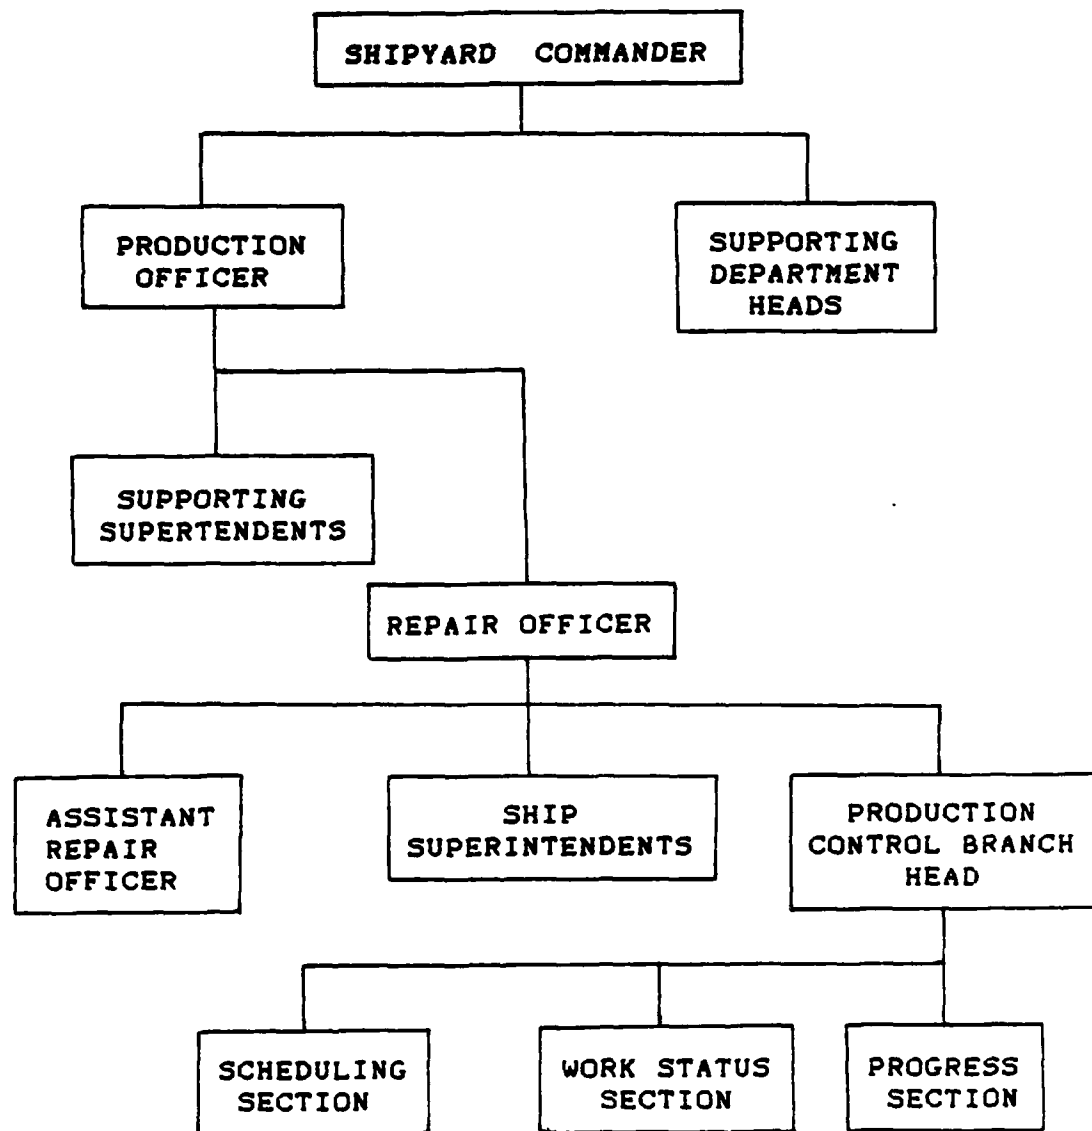 SHIPYARD COMMANDER
PRODUCTION
OFFICER
SUPPORTING
DEPARTMENT
HEADS
SUPPORTING
SUPERTENDENTS
REPAIR OFFICER
ASSISTANT
REPAIR
OFFICER
SHIP
SUPERINTENDENTS
PRODUCTION
CONTROL BRANCH
HEAD
SCHEDULING
SECTION
WORK STATUS
SECTION
PROGRESS
SECTION